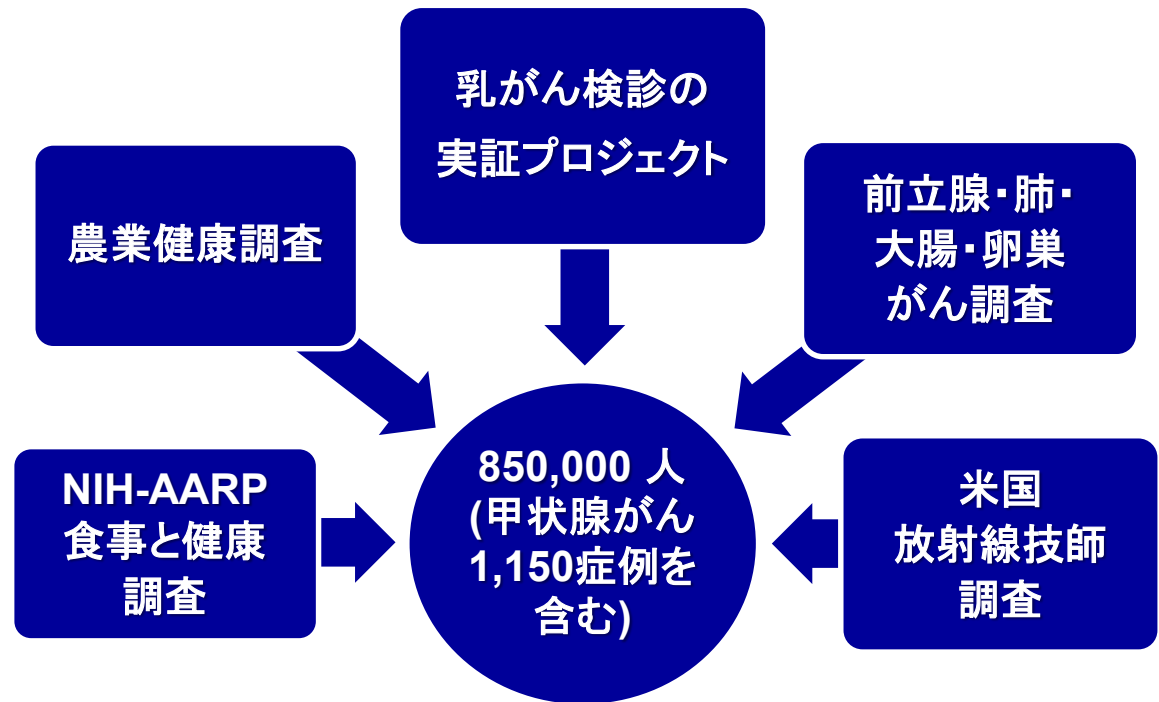 乳がん検診の
実証プロジェクト
農業健康調査
前立腺・肺・
大腸・卵巣
がん調査
NIH-AARP
食事と健康
調査
850,000 人
(甲状腺がん
1,150症例を
含む)
米国
放射線技師
調査